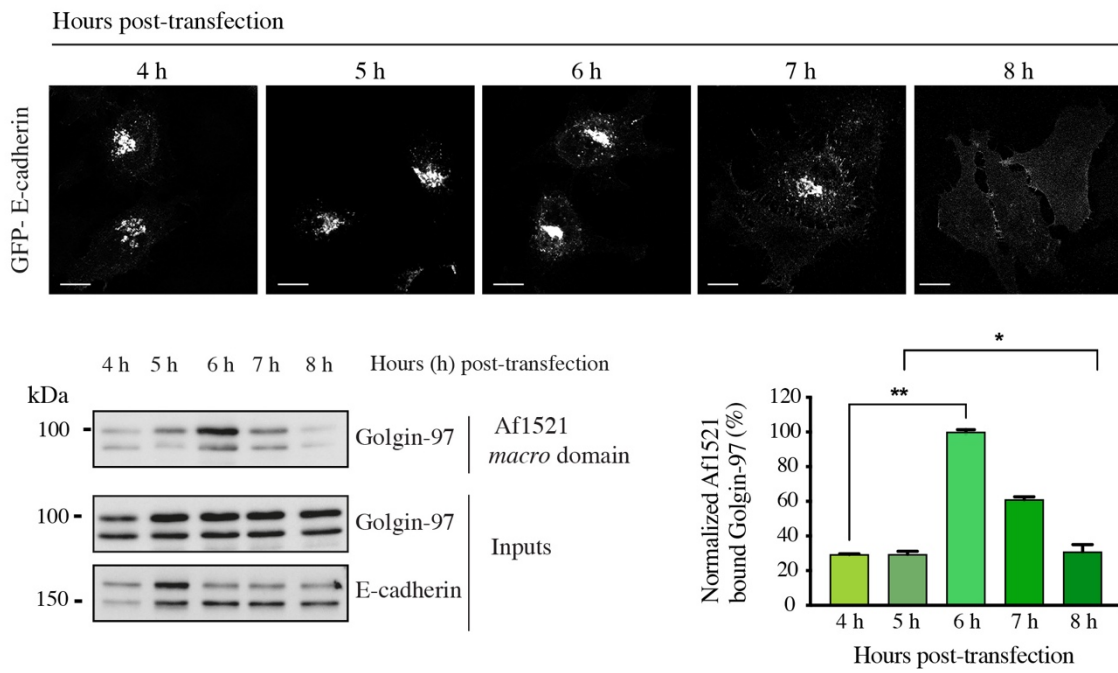 Hours post-transfection
4 h 5 h 6 h 7 h 8 h
GFP- E-cadherin
4 h 5 h 6 h 7 h 8 h Hours (h) post-transfection
kDa
100 Golgin-97
Af1521
macro domain
100 Golgin-97
Inputs
150 E-cadherin
*
**
Normalized Af1521
bound Golgin-97 (%)
120
100
80
60
40
20
0
4 h 5 h 6 h 7 h 8 h
Hours post-transfection